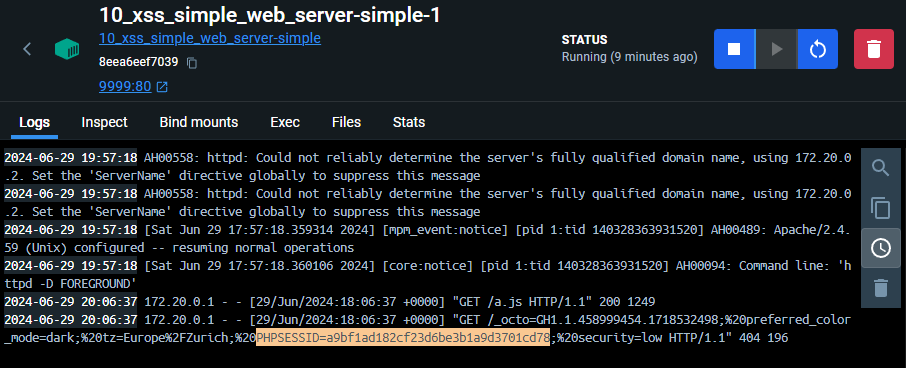 10_xss_simple_web_server-simple-1
10_xss_simple_web_server-simple
8eea6eef7039
9999:80
STATUS
Running (9 minutes ago)
Logs Inspect Bind mounts Exec Files Stats
2024-06-29 19:57:18 AH00558: httpd: Could not reliably determine the server's fully qualified domain name, using 172.20.0
.2. Set the 'ServerName' directive globally to suppress this message
2024-06-29 19:57:18 AH00558: httpd: Could not reliably determine the server's fully qualified domain name, using 172.20.0
.2. Set the 'ServerName' directive globally to suppress this message
2024-06-29 19:57:18 [Sat Jun 29 17:57:18.359314 2024] [mpm_event:notice] [pid 1:tid 140328363931520] AH00489: Apache/2.4.
59 (Unix) configured -- resuming normal operations
2024-06-29 19:57:18 [Sat Jun 29 17:57:18.360106 2024] [core:notice] [pid 1:tid 140328363931520] AH00094: Command line: 'h
ttpd -D FOREGROUND'
2024-06-29 20:06:37 172.20.0.1 - - [29/Jun/2024:18:06:37 +0000] "GET /a.js HTTP/1.1" 200 1249
2024-06-29 20:06:37 172.20.0.1 - - [29/Jun/2024:18:06:37 +0000] "GET /_octo=GH1.1.458999454.1718532498;%20preferred_color
_mode=dark;%20tz=Europe%2FZurich;%20PHPSESSID=a9bf1ad182cf23d6be3b1a9d3701cd78;%20security=low HTTP/1.1" 404 196